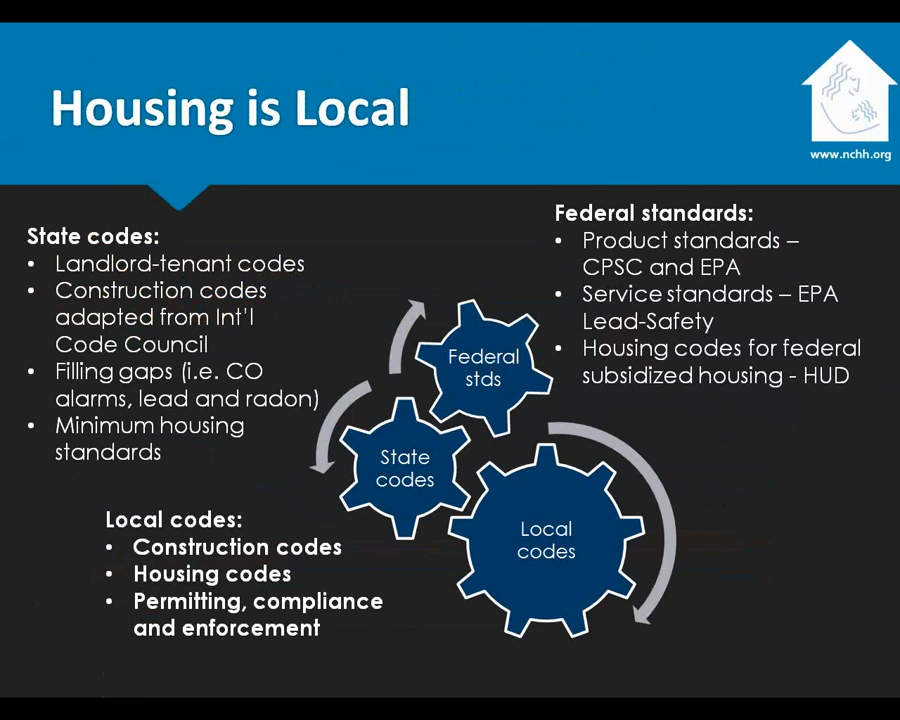 Housing is Local
www.nchh.org
State codes:
• Landlord-tenant codes
• Construction codes
adapted from Int'l
Code Council
• Filling gaps (i.e. CO
alarms, lead and radon)
• Minimum housing
standards
Federal standards:
• Product standards –
CPSC and EPA
• Service standards – EPA
Lead-Safety
• Housing codes for federal
subsidized housing - HUD
Federal
stds
State
codes
Local
codes
Local codes:
• Construction codes
• Housing codes
• Permitting, compliance
and enforcement